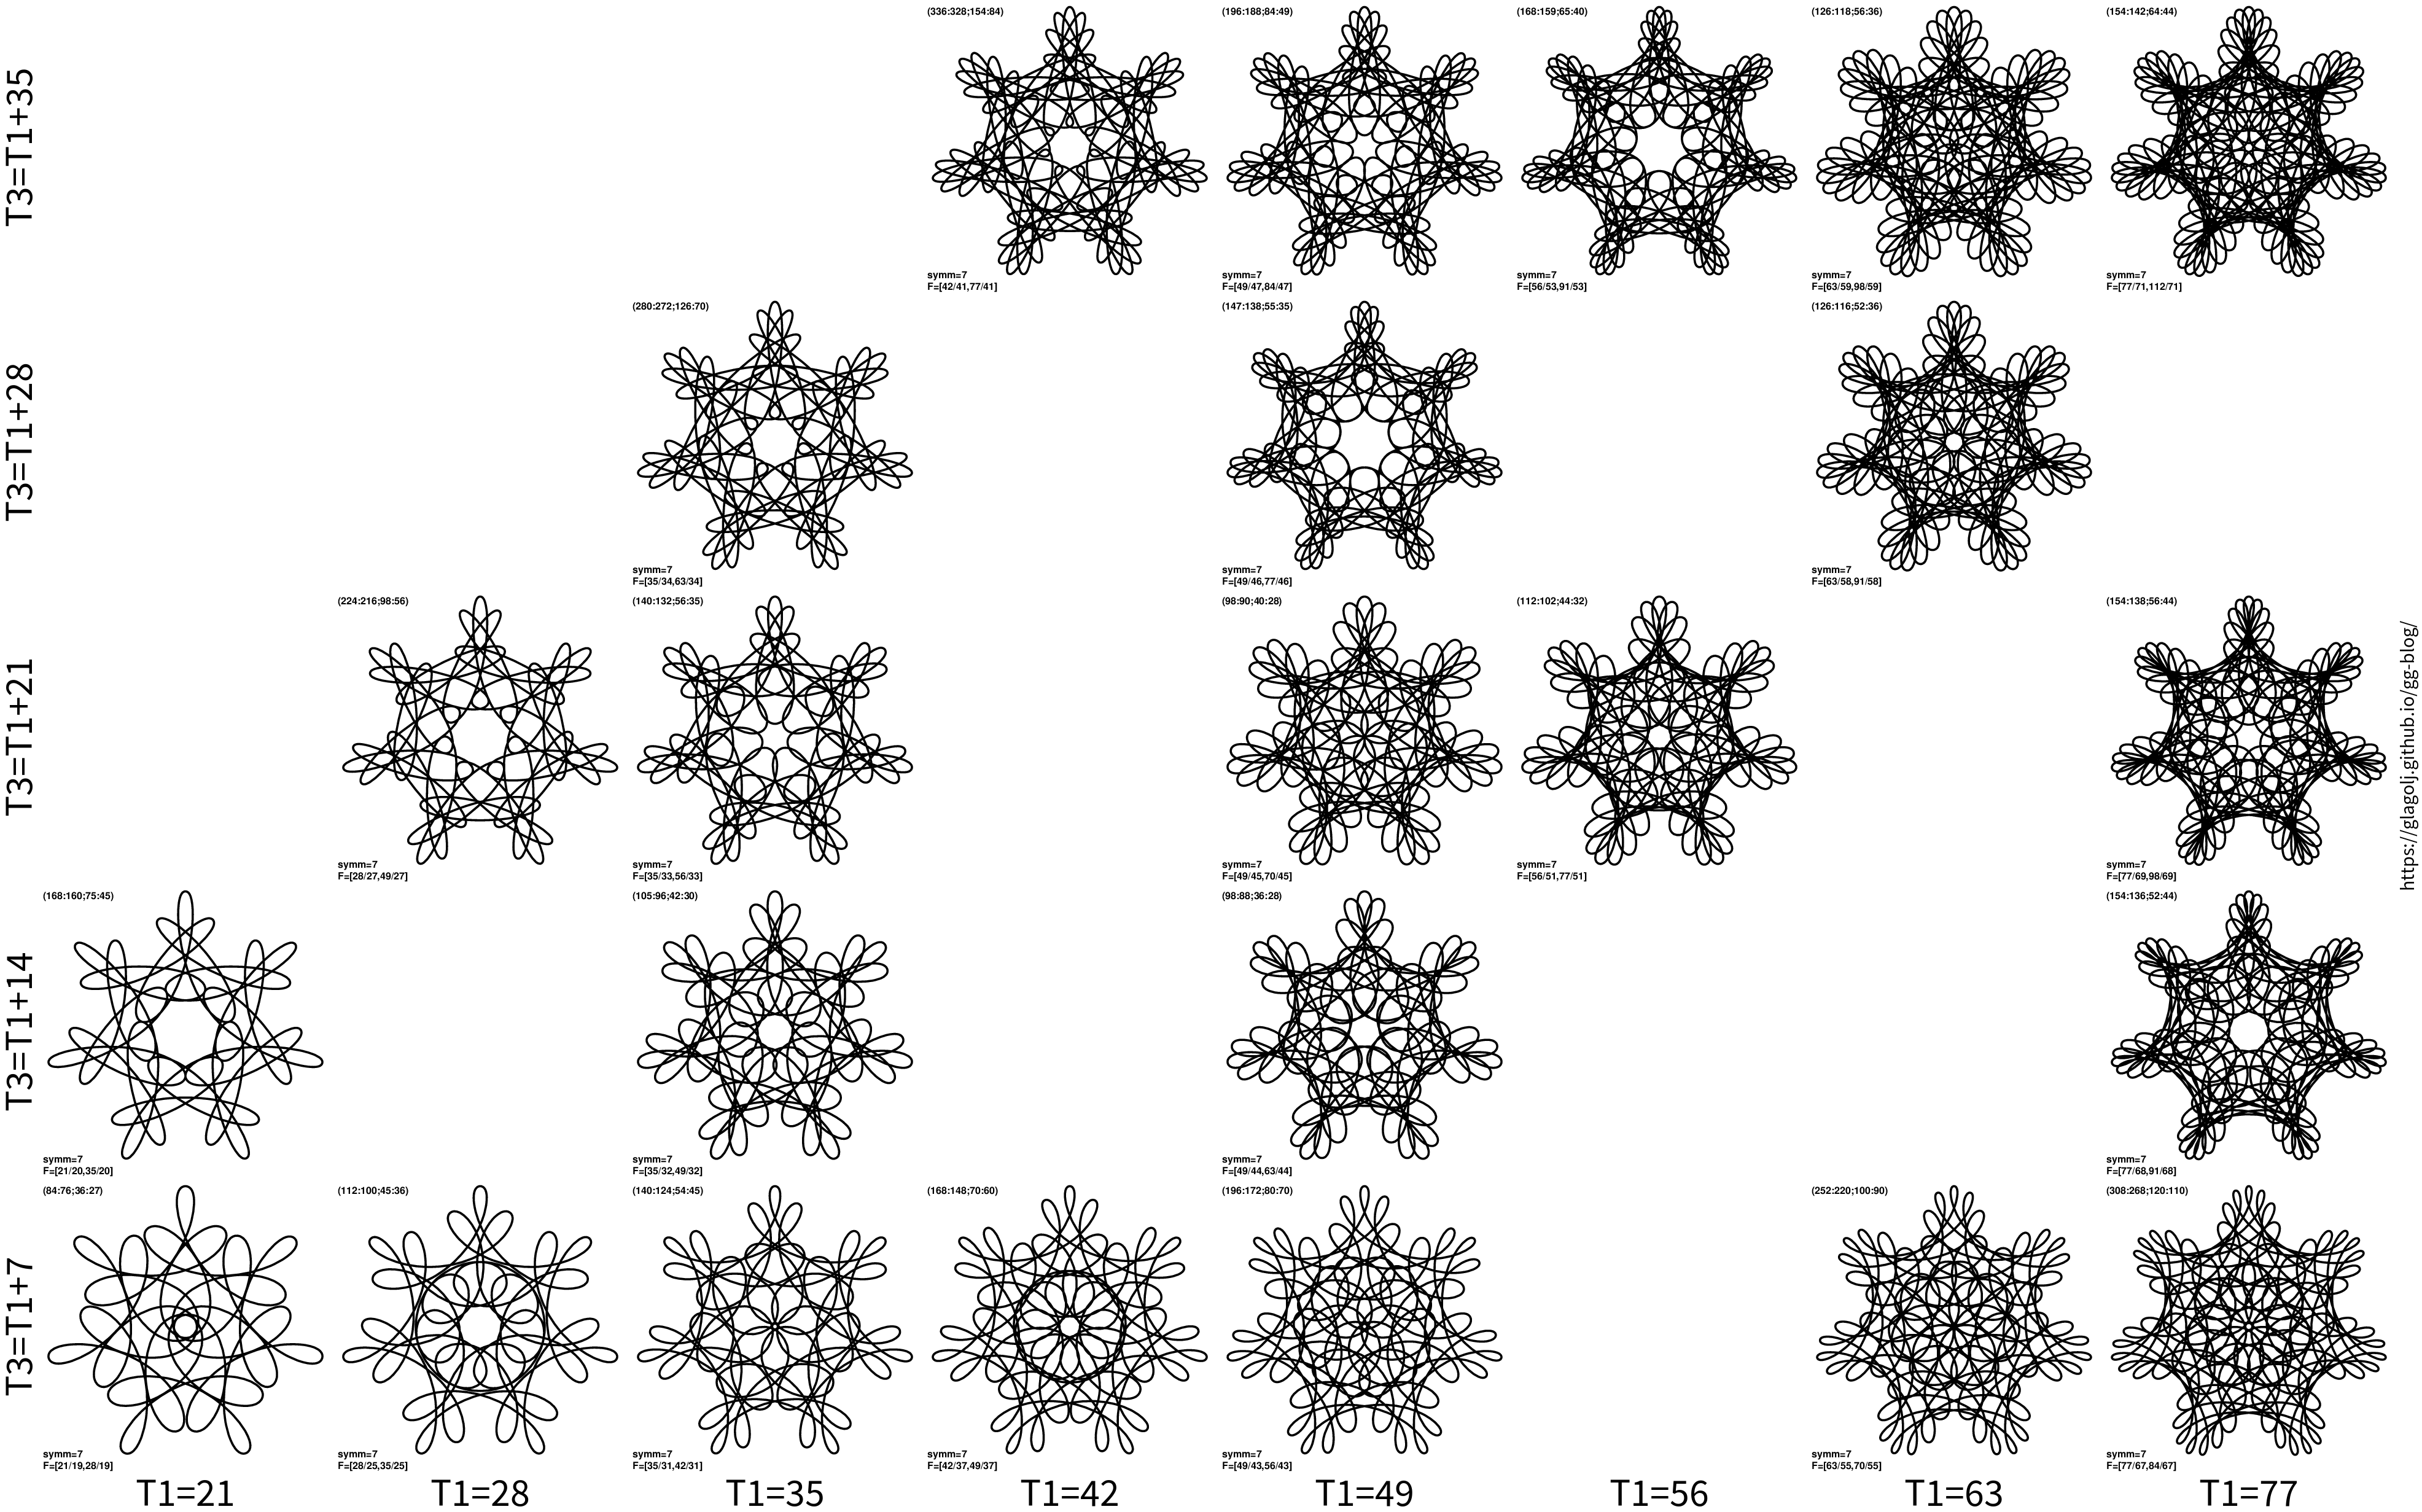 T3=T1+35
(336:328;154:84)
symm=7
F=[42/41,77/41]
(196:188;84:49)
symm=7
F=[49/47,84/47]
(168:159;65:40)
symm=7
F=[56/53,91/53]
(126:118;56:36)
symm=7
F=[63/59,98/59]
(154:142;64:44)
symm=7
F=[77/71,112/71]
T3=T1+28
(280:272;126:70)
symm=7
F=[35/34,63/34]
(147:138;55:35)
symm=7
F=[49/46,77/46]
(126:116;52:36)
symm=7
F=[63/58,91/58]
T3=T1+21
(224:216;98:56)
symm=7
F=[28/27,49/27]
(140:132;56:35)
symm=7
F=[35/33,56/33]
(98:90;40:28)
symm=7
F=[49/45,70/45]
(112:102;44:32)
symm=7
F=[56/51,77/51]
(154:138;56:44)
symm=7
F=[77/69,98/69]
https://glagolj.github.io/gg-blog/
T3=T1+14
(168:160;75:45)
symm=7
F=[21/20,35/20]
(105:96;42:30)
symm=7
F=[35/32,49/32]
(98:88;36:28)
symm=7
F=[49/44,63/44]
(154:136;52:44)
symm=7
F=[77/68,91/68]
T3=T1+7
(84:76;36:27)
symm=7
F=[21/19,28/19]
(112:100;45:36)
symm=7
F=[28/25,35/25]
(140:124;54:45)
symm=7
F=[35/31,42/31]
(168:148;70:60)
symm=7
F=[42/37,49/37]
(196:172;80:70)
symm=7
F=[49/43,56/43]
(252:220;100:90)
symm=7
F=[63/55,70/55]
(308:268;120:110)
symm=7
F=[77/67,84/67]
T1=21
T1=28
T1=35
T1=42
T1=49
T1=56
T1=63
T1=77